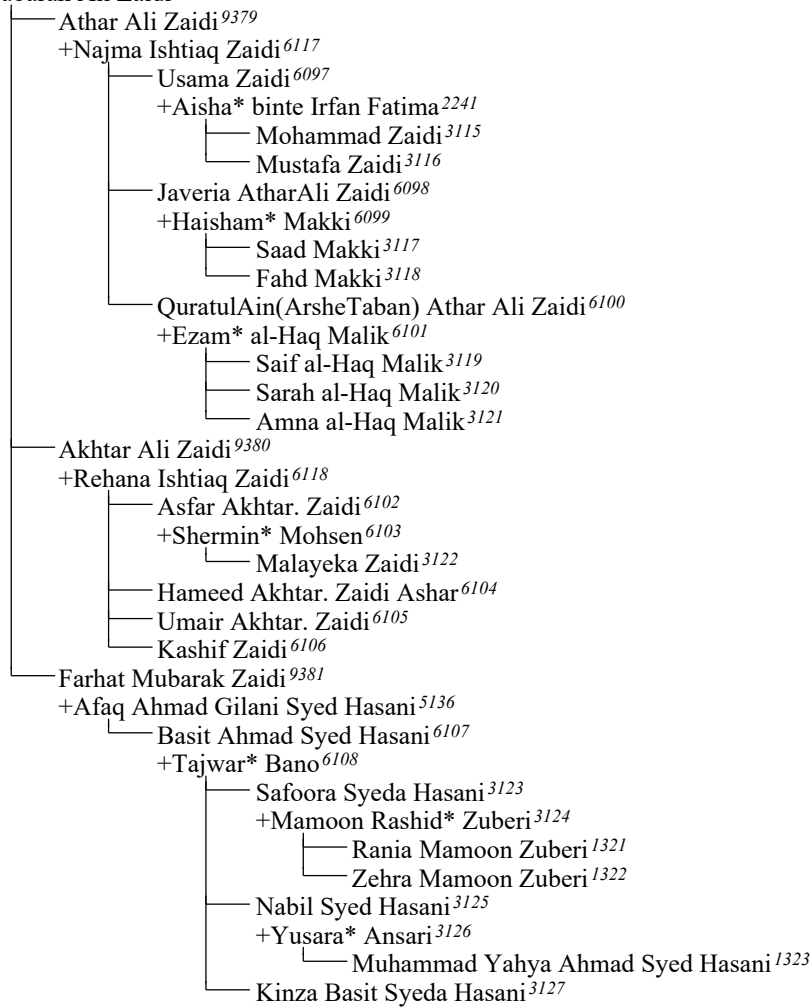 Athar Ali Zaidi 9379
+Najma Ishtiaq Zaidi 6117
Usama Zaidi 6097
+Aisha* binte Irfan Fatima 2241
Mohammad Zaidi 3115
Mustafa Zaidi 3116
Javeria AtharAli Zaidi 6098
+Haisham* Makki 6099
Saad Makki 3117
Fahd Makki 3118
QuratulAin(ArsheTaban) Athar Ali Zaidi 6100
+Ezam* al-Haq Malik 6101
Saif al-Haq Malik 3119
Sarah al-Haq Malik 3120
Amna al-Haq Malik 3121
Akhtar Ali Zaidi 9380
+Rehana Ishtiaq Zaidi 6118
Asfar Akhtar. Zaidi 6102
+Shermin* Mohsen 6103
Malayeka Zaidi 3122
Hameed Akhtar. Zaidi Ashar 6104
Umair Akhtar. Zaidi 6105
Kashif Zaidi 6106
Farhat Mubarak Zaidi 9381
+Afaq Ahmad Gilani Syed Hasani 5136
Basit Ahmad Syed Hasani 6107
+Tajwar* Bano 6108
Safoora Syeda Hasani 3123
+Mamoon Rashid* Zuberi 3124
Rania Mamoon Zuberi 1321
Zehra Mamoon Zuberi 1322
Nabil Syed Hasani 3125
+Yusara* Ansari 3126
Muhammad Yahya Ahmad Syed Hasani 1323
Kinza Basit Syeda Hasani 3127